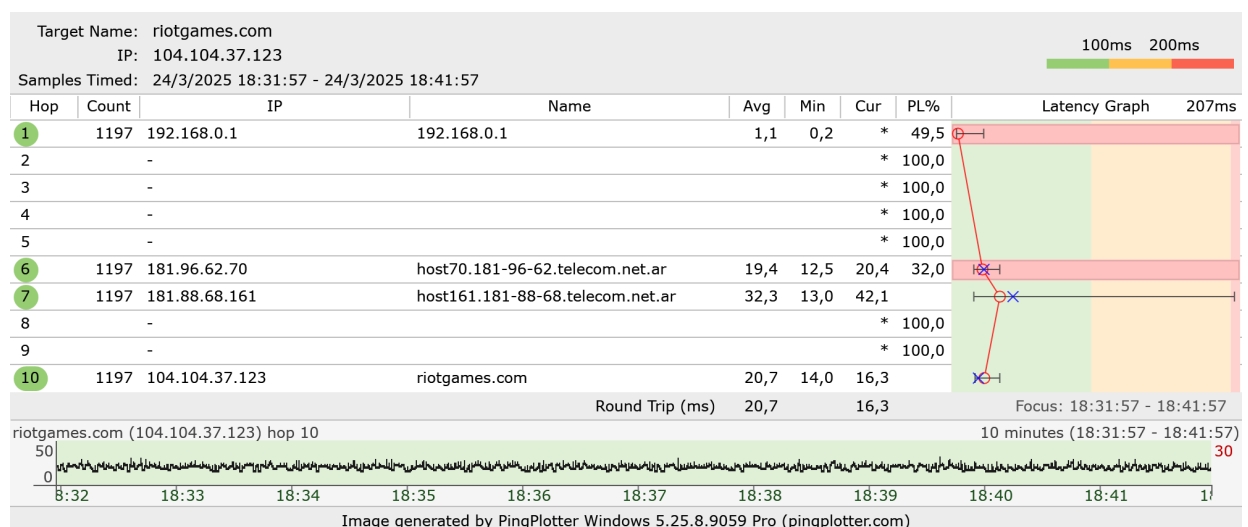 Target Name: riotgames.com
IP: 104.104.37.123
Samples Timed: 24/3/2025 18:31:57 - 24/3/2025 18:41:57
100ms 200ms
Hop Count IP Name Avg Min Cur PL% Latency Graph 207ms
1 1197 192.168.0.1 192.168.0.1 1,1 0,2 * 49,5
2 - * 100,0
3 - * 100,0
4 - * 100,0
5 - * 100,0
6 1197 181.96.62.70 host70.181-96-62.telecom.net.ar 19,4 12,5 20,4 32,0
7 1197 181.88.68.161 host161.181-88-68.telecom.net.ar 32,3 13,0 42,1
8 - * 100,0
9 - * 100,0
10 1197 104.104.37.123 riotgames.com 20,7 14,0 16,3
Round Trip (ms) 20,7 16,3 Focus: 18:31:57 - 18:41:57
riotgames.com (104.104.37.123) hop 10 10 minutes (18:31:57 - 18:41:57)
50 30
0
8:32 18:33 18:34 18:35 18:36 18:37 18:38 18:39 18:40 18:41
Image generated by PingPlotter Windows 5.25.8.9059 Pro (pingplotter.com)